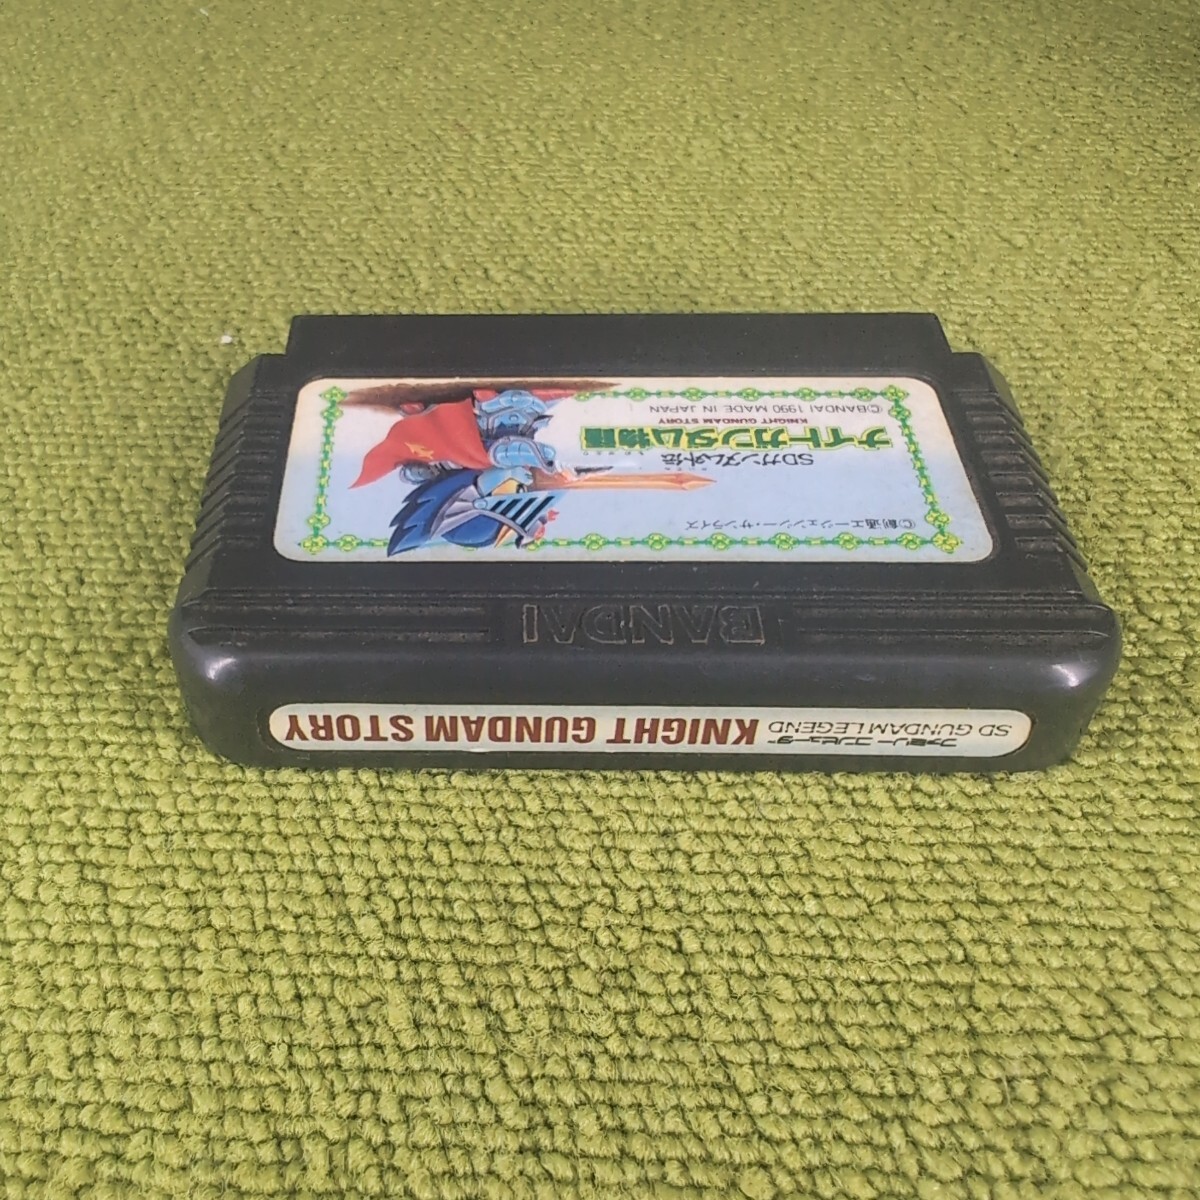 ファミリーコンピュータ
SD GUNDAM LEGEND
KNIGHT GUNDAM STORY
BANDAI
©創通エージェンシー・サンライズ
SDガンダム外伝
ナイトガンダム物語
KNIGHT GUNDAM STORY
©BANDAI 1990 MADE IN JAPAN